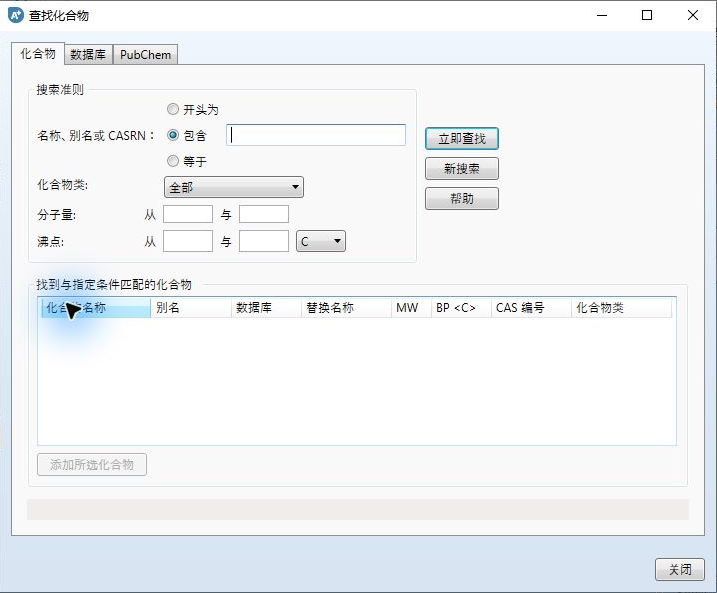 A+ 查找化合物
化合物 数据库 PubChem
搜索准则
开头为
名称、别名或 CASRN： 包含 立即查找
等于 新搜索
化合物类: 全部 帮助
分子量: 从 与
沸点: 从 与 C
找到与指定条件匹配的化合物
化合物名称 别名 数据库 替换名称 MW BP <C> CAS 编号 化合物类
添加所选化合物
关闭